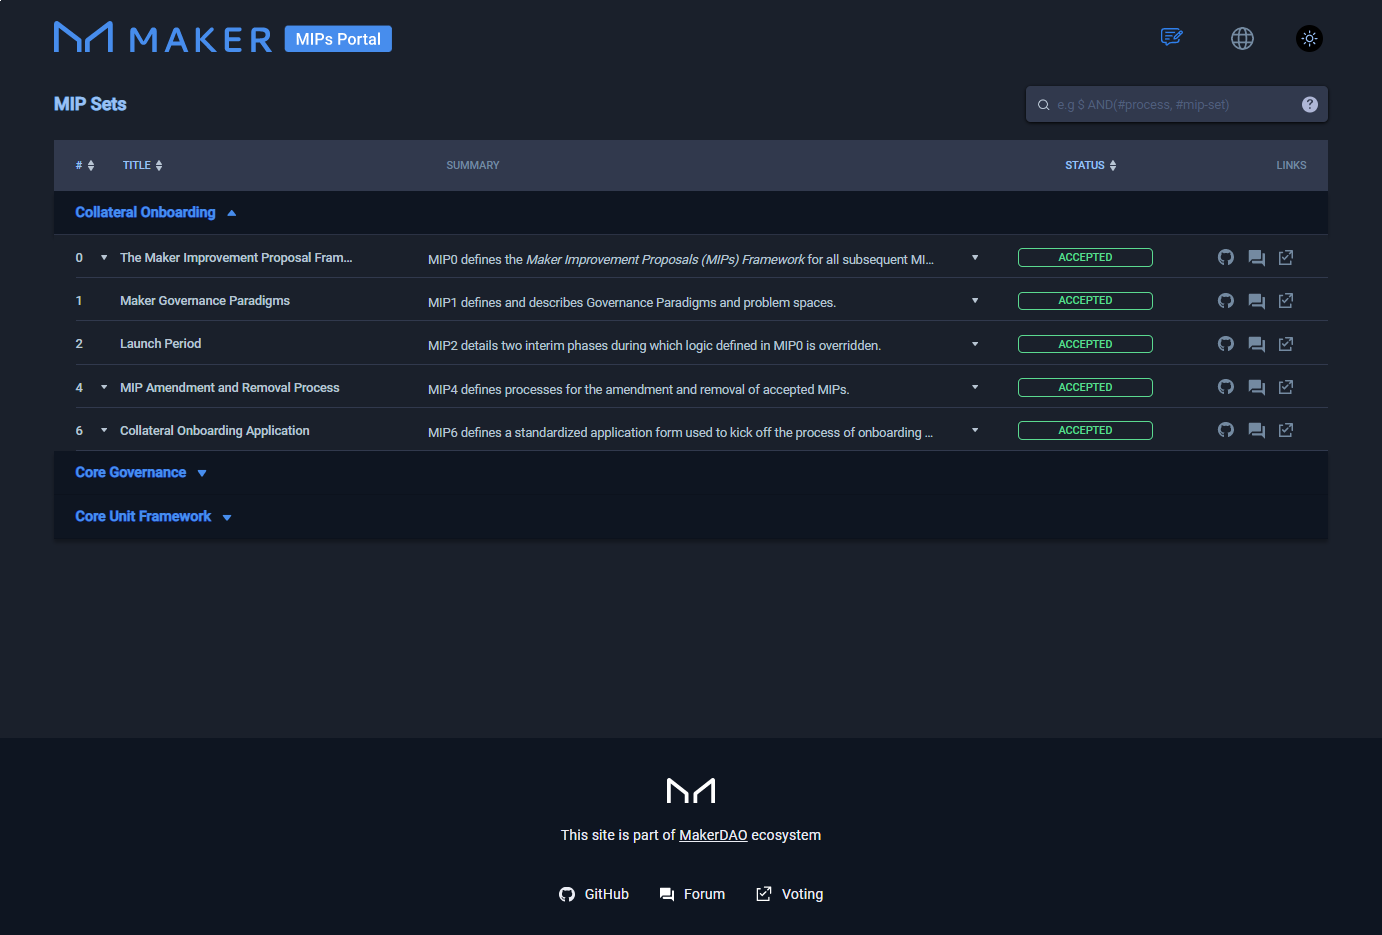 MAKER MIPs Portal
MIP Sets
e.g $ AND(#process, #mip-set) ?
# TITLE SUMMARY STATUS LINKS
Collateral Onboarding
0 The Maker Improvement Proposal Fram... MIP0 defines the Maker Improvement Proposals (MIPs) Framework for all subsequent MI... ACCEPTED
1 Maker Governance Paradigms MIP1 defines and describes Governance Paradigms and problem spaces. ACCEPTED
2 Launch Period MIP2 details two interim phases during which logic defined in MIP0 is overridden. ACCEPTED
4 MIP Amendment and Removal Process MIP4 defines processes for the amendment and removal of accepted MIPs. ACCEPTED
6 Collateral Onboarding Application MIP6 defines a standardized application form used to kick off the process of onboarding ... ACCEPTED
Core Governance
Core Unit Framework
This site is part of MakerDAO ecosystem
GitHub Forum Voting